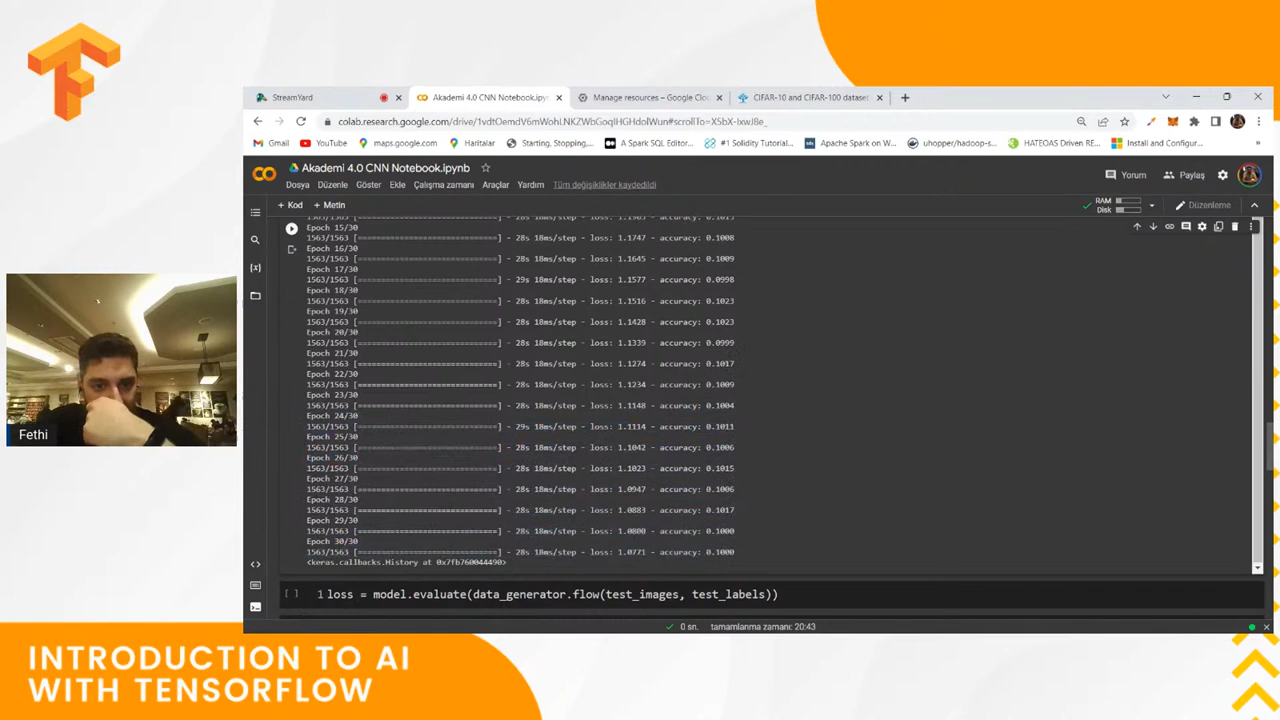 StreamYard
Akademi 4.0 CNN Notebook.ipyn
Manage resources – Google Clou
CIFAR-10 and CIFAR-100 dataset
colab.research.google.com/drive/1vdtOemdV6mWohLNKZWbGoqIHGHdolWun#scrollTo=X5bX-IxwJ8e_
Gmail
YouTube
maps.google.com
Haritalar
Starting, Stopping,...
A Spark SQL Editor...
#1 Solidity Tutorial...
Apache Spark on W...
uhopper/hadoop-s...
HATEOAS Driven RE...
Install and Configur...
»
CO
Akademi 4.0 CNN Notebook.ipynb
Yorum
Paylaş
Dosya Düzenle Göster Ekle Çalışma zamanı Araçlar Yardım Tüm değişiklikler kaydedildi
+ Kod + Metin
RAM
Disk
Düzenleme
Epoch 15/30
1563/1563 [==============================] - 28s 18ms/step - loss: 1.1747 - accuracy: 0.1008
Epoch 16/30
1563/1563 [==============================] - 28s 18ms/step - loss: 1.1645 - accuracy: 0.1009
Epoch 17/30
1563/1563 [==============================] - 29s 18ms/step - loss: 1.1577 - accuracy: 0.0998
Epoch 18/30
1563/1563 [==============================] - 28s 18ms/step - loss: 1.1516 - accuracy: 0.1023
Epoch 19/30
1563/1563 [==============================] - 28s 18ms/step - loss: 1.1428 - accuracy: 0.1023
Epoch 20/30
1563/1563 [==============================] - 28s 18ms/step - loss: 1.1339 - accuracy: 0.0999
Epoch 21/30
1563/1563 [==============================] - 28s 18ms/step - loss: 1.1274 - accuracy: 0.1017
Epoch 22/30
1563/1563 [==============================] - 28s 18ms/step - loss: 1.1234 - accuracy: 0.1009
Epoch 23/30
1563/1563 [==============================] - 28s 18ms/step - loss: 1.1148 - accuracy: 0.1004
Epoch 24/30
1563/1563 [==============================] - 29s 18ms/step - loss: 1.1114 - accuracy: 0.1011
Epoch 25/30
1563/1563 [==============================] - 28s 18ms/step - loss: 1.1042 - accuracy: 0.1006
Epoch 26/30
1563/1563 [==============================] - 28s 18ms/step - loss: 1.1023 - accuracy: 0.1015
Epoch 27/30
1563/1563 [==============================] - 28s 18ms/step - loss: 1.0947 - accuracy: 0.1006
Epoch 28/30
1563/1563 [==============================] - 28s 18ms/step - loss: 1.0883 - accuracy: 0.1017
Epoch 29/30
1563/1563 [==============================] - 28s 18ms/step - loss: 1.0800 - accuracy: 0.1000
Epoch 30/30
1563/1563 [==============================] - 28s 18ms/step - loss: 1.0771 - accuracy: 0.1000
<keras.callbacks.History at 0x7fb760044490>
[ ] 1 loss = model.evaluate(data_generator.flow(test_images, test_labels))
0 sn. tamamlanma zamanı: 20:43
Fethi
INTRODUCTION TO AI
WITH TENSORFLOW